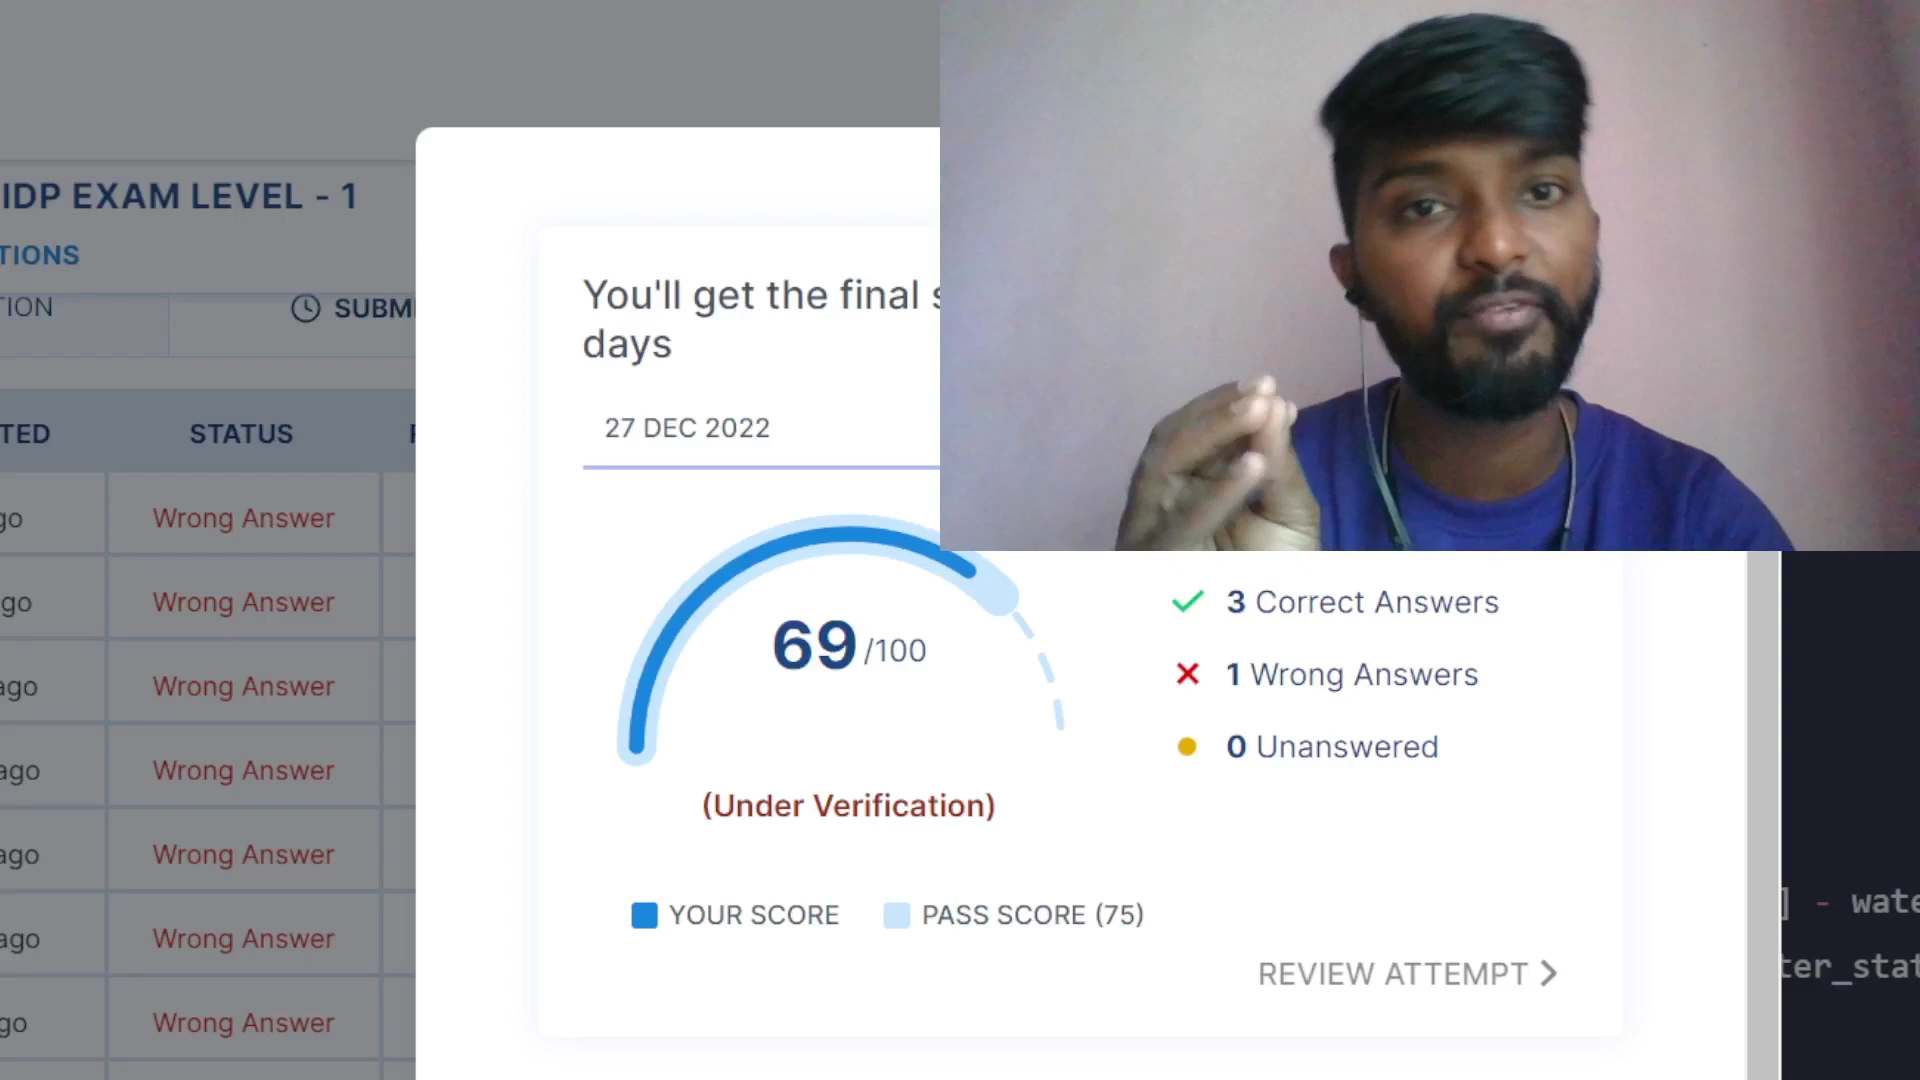 IDP EXAM LEVEL - 1
TIONS
TION
SUBMI
TED STATUS
go Wrong Answer
go Wrong Answer
ago Wrong Answer
ago Wrong Answer
ago Wrong Answer
ago Wrong Answer
go Wrong Answer
You'll get the final
days
27 DEC 2022
69 /100
(Under Verification)
YOUR SCORE PASS SCORE (75)
3 Correct Answers
1 Wrong Answers
0 Unanswered
REVIEW ATTEMPT
] - wate
ter_stat